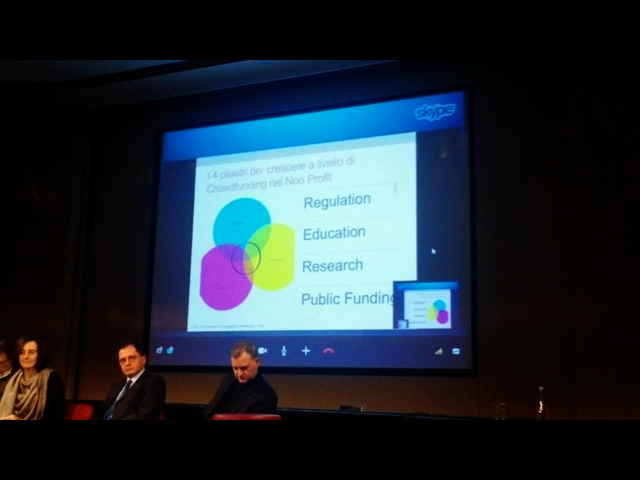 skype
I 4 pilastri per crescere a livello di
Crowdfunding nel Non Profit
Regulation
Education
Research
Public Funding